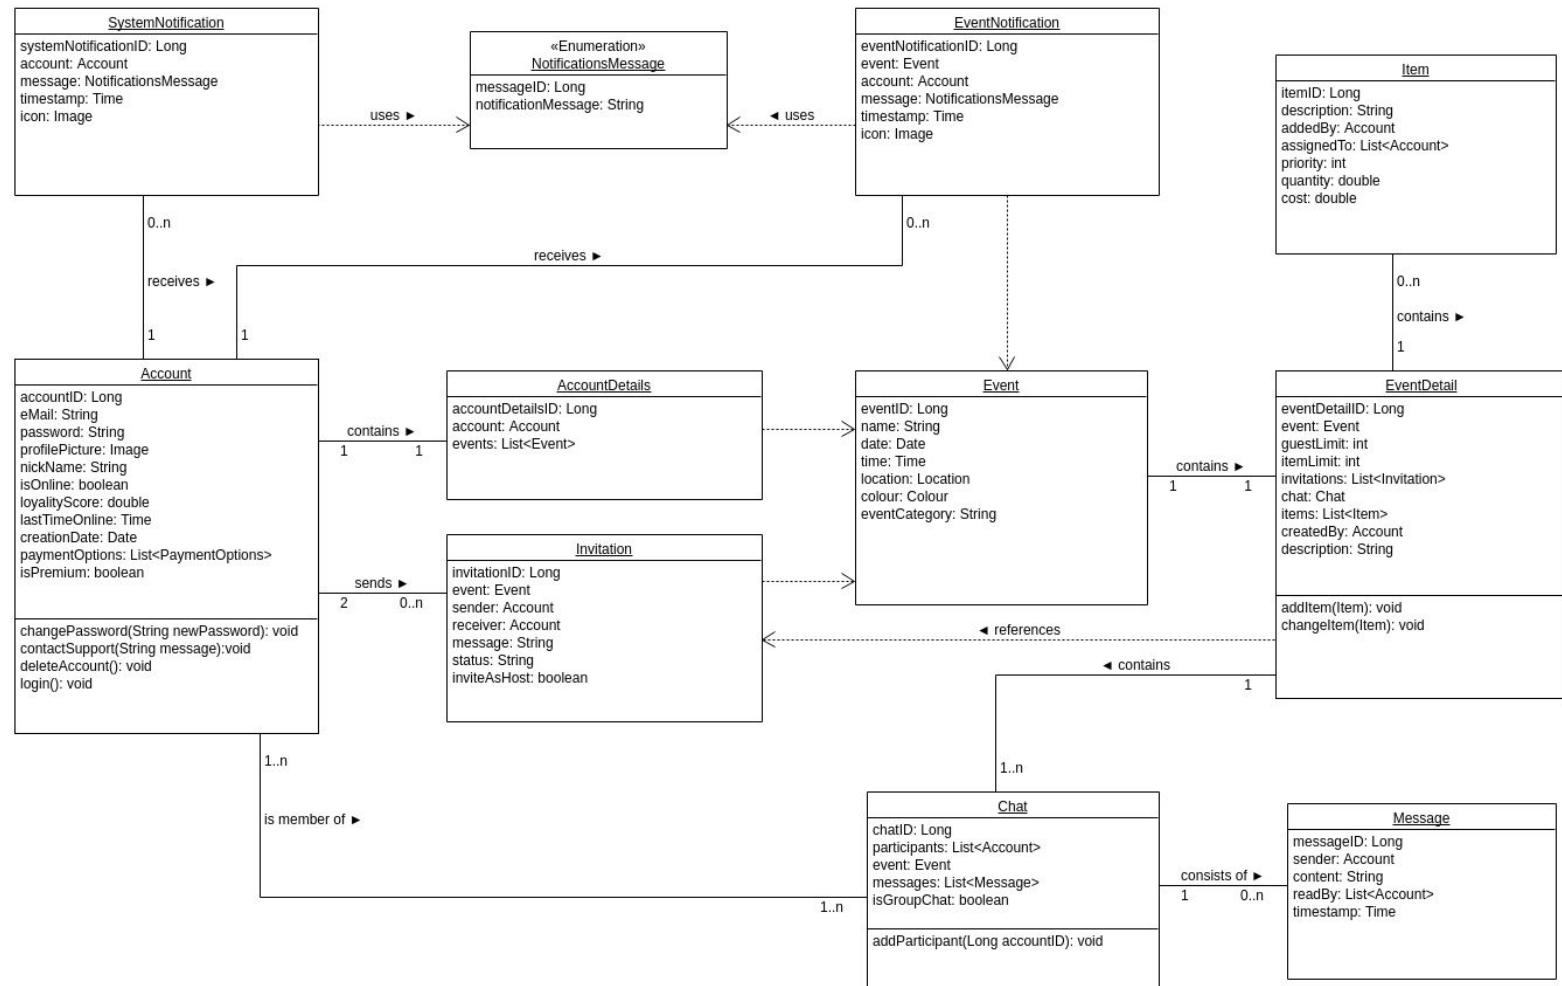 SystemNotification
systemNotificationID: Long
account: Account
message: NotificationsMessage
timestamp: Time
icon: Image
uses ►
«Enumeration»
NotificationsMessage
messageID: Long
notificationMessage: String
◄ uses
EventNotification
eventNotificationID: Long
event: Event
account: Account
message: NotificationsMessage
timestamp: Time
icon: Image
Item
itemID: Long
description: String
addedBy: Account
assignedTo: List<Account>
priority: int
quantity: double
cost: double
0..n
receives ►
1
0..n
receives ►
1
0..n
contains ►
1
Account
accountID: Long
eMail: String
password: String
profilePicture: Image
nickName: String
isOnline: boolean
loyalityScore: double
lastTimeOnline: Time
creationDate: Date
paymentOptions: List<PaymentOptions>
isPremium: boolean
changePassword(String newPassword): void
contactSupport(String message):void
deleteAccount(): void
login(): void
contains ►
1 1
AccountDetails
accountDetailsID: Long
account: Account
events: List<Event>
sends ►
2 0..n
Invitation
invitationID: Long
event: Event
sender: Account
receiver: Account
message: String
status: String
inviteAsHost: boolean
Event
eventID: Long
name: String
date: Date
time: Time
location: Location
colour: Colour
eventCategory: String
contains ►
1 1
EventDetail
eventDetailID: Long
event: Event
guestLimit: int
itemLimit: int
invitations: List<Invitation>
chat: Chat
items: List<Item>
createdBy: Account
description: String
addItem(Item): void
changeItem(Item): void
◄ references
◄ contains
1
1..n
1..n
is member of ►
1..n
Chat
chatID: Long
participants: List<Account>
event: Event
messages: List<Message>
isGroupChat: boolean
addParticipant(Long accountID): void
consists of ►
1 0..n
Message
messageID: Long
sender: Account
content: String
readBy: List<Account>
timestamp: Time